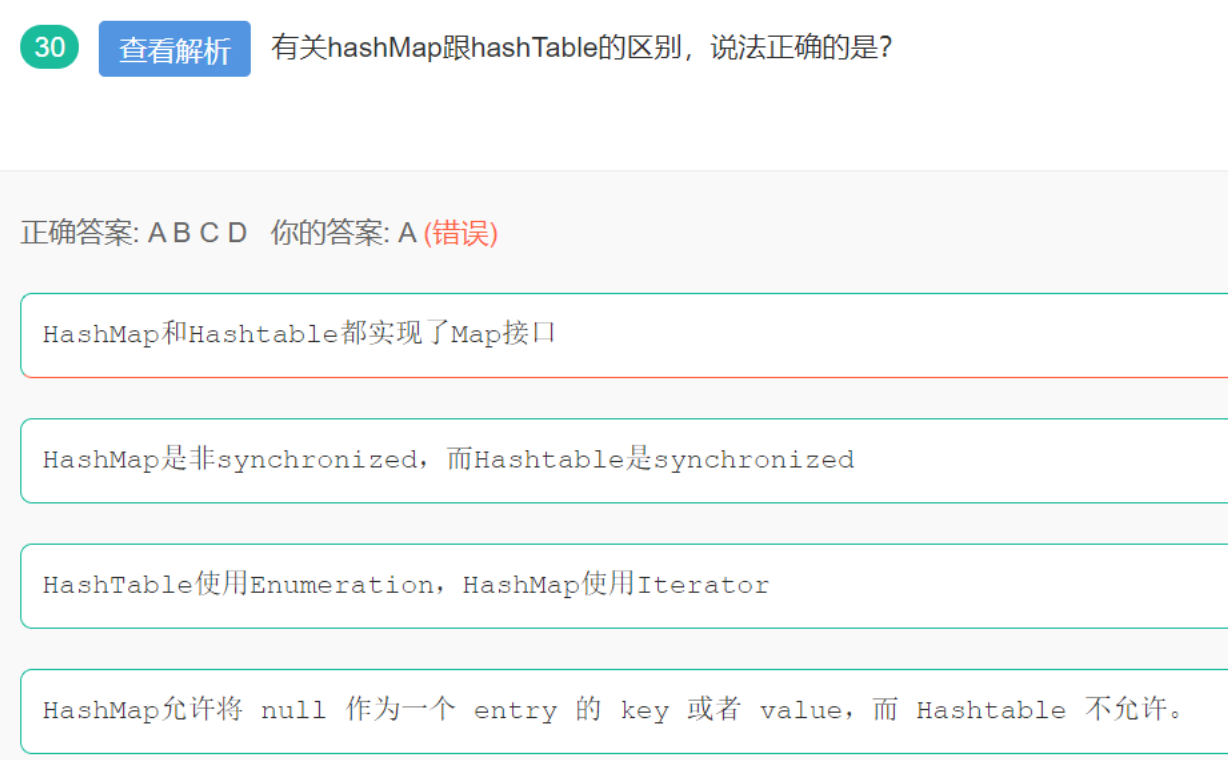 30 查看解析 有关hashMap跟hashTable的区别，说法正确的是？
正确答案: A B C D 你的答案: A (错误)
HashMap和Hashtable都实现了Map接口
HashMap是非synchronized，而Hashtable是synchronized
HashTable使用Enumeration，HashMap使用Iterator
HashMap允许将 null 作为一个 entry 的 key 或者 value，而 Hashtable 不允许。